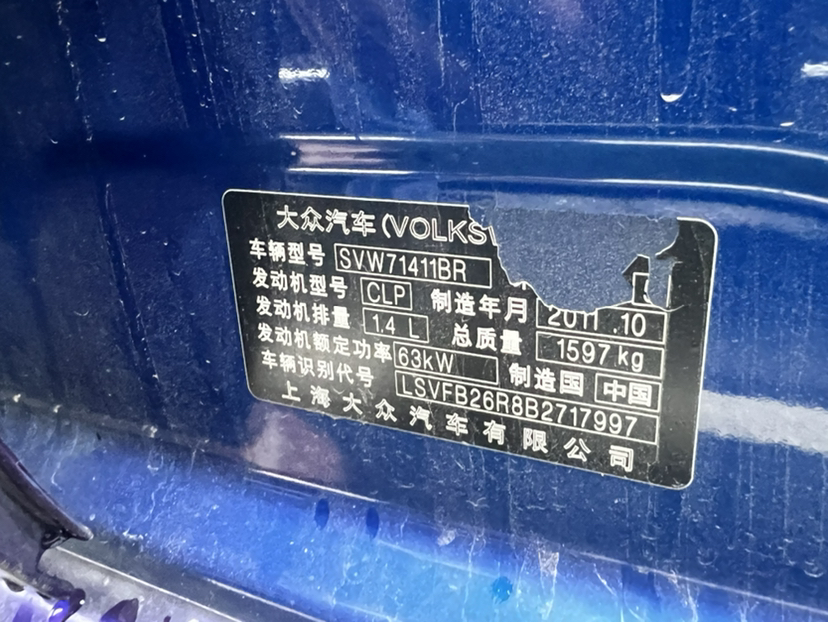 大众汽车(VOLKS
车辆型号 SVW71411BR
发动机型号 CLP 制造年月 2011.10
发动机排量 1.4 L 总质量 1597 kg
发动机额定功率 63kW 制造国 中国
车辆识别代号 LSVFB26R8B2717997
上海大众汽车有限公司